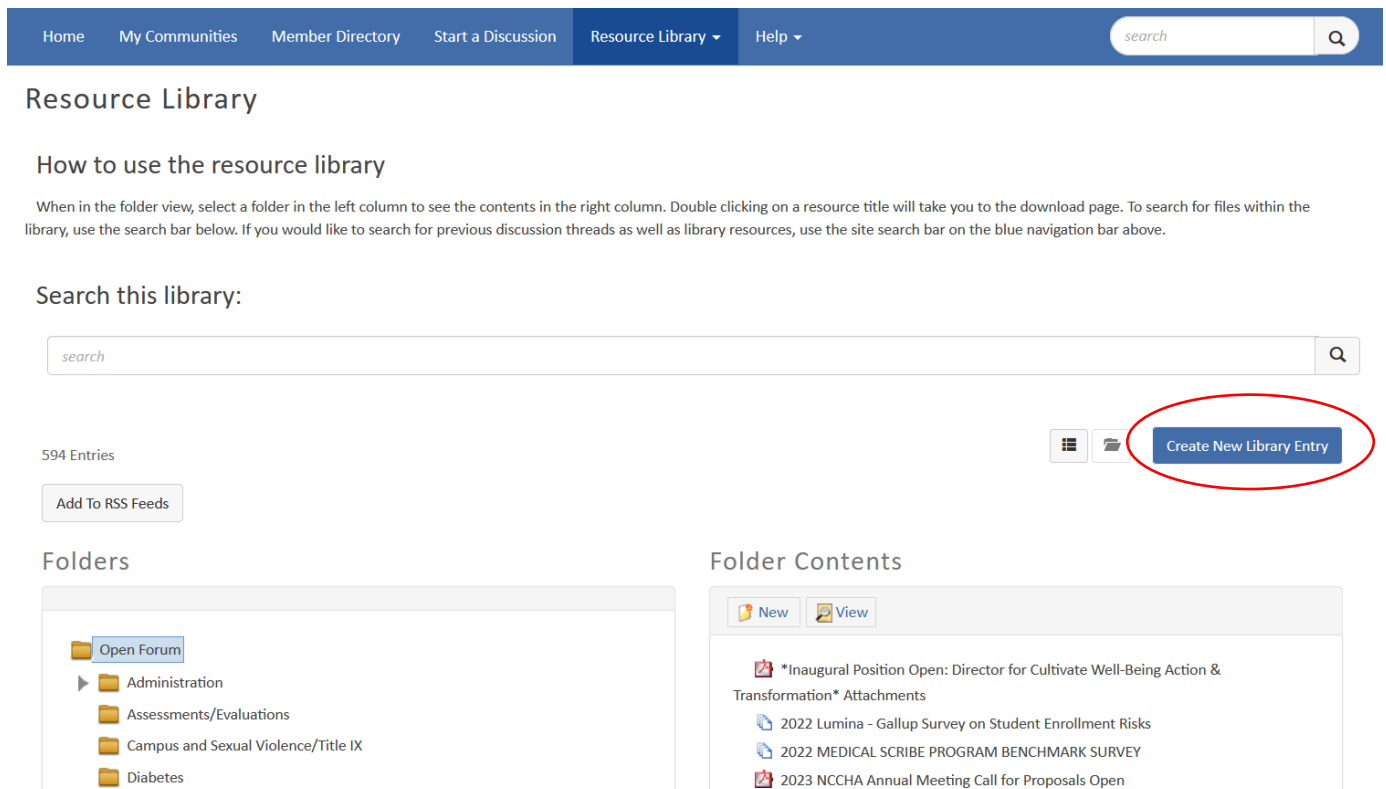 Home My Communities Member Directory Start a Discussion Resource Library Help search
Resource Library
How to use the resource library
When in the folder view, select a folder in the left column to see the contents in the right column. Double clicking on a resource title will take you to the download page. To search for files within the
library, use the search bar below. If you would like to search for previous discussion threads as well as library resources, use the site search bar on the blue navigation bar above.
Search this library:
search
594 Entries
Create New Library Entry
Add To RSS Feeds
Folders
Open Forum
Administration
Assessments/Evaluations
Campus and Sexual Violence/Title IX
Diabetes
Folder Contents
New View
*Inaugural Position Open: Director for Cultivate Well-Being Action &
Transformation* Attachments
2022 Lumina - Gallup Survey on Student Enrollment Risks
2022 MEDICAL SCRIBE PROGRAM BENCHMARK SURVEY
2023 NCCHA Annual Meeting Call for Proposals Open